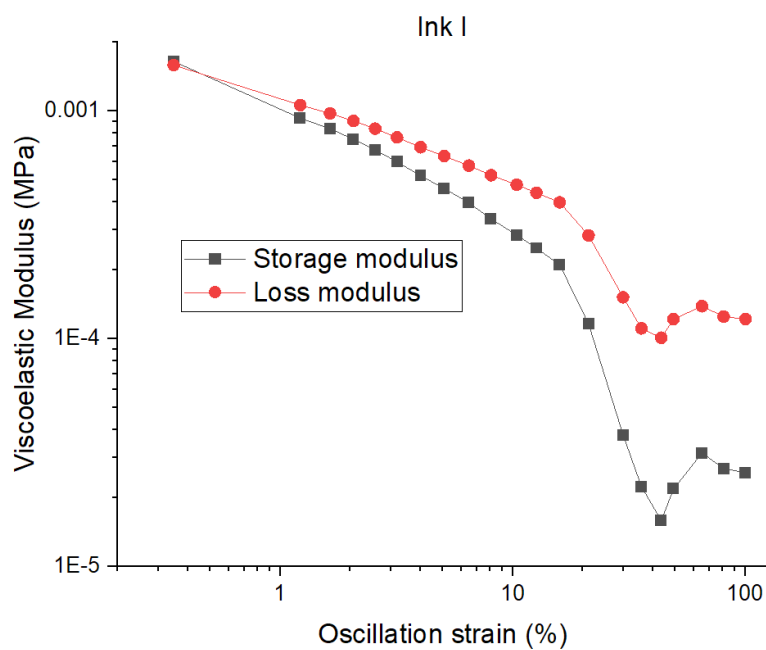 Ink I
Viscoelastic Modulus (MPa)
0.001
1E-4
1E-5
Storage modulus
Loss modulus
1
10
100
Oscillation strain (%)